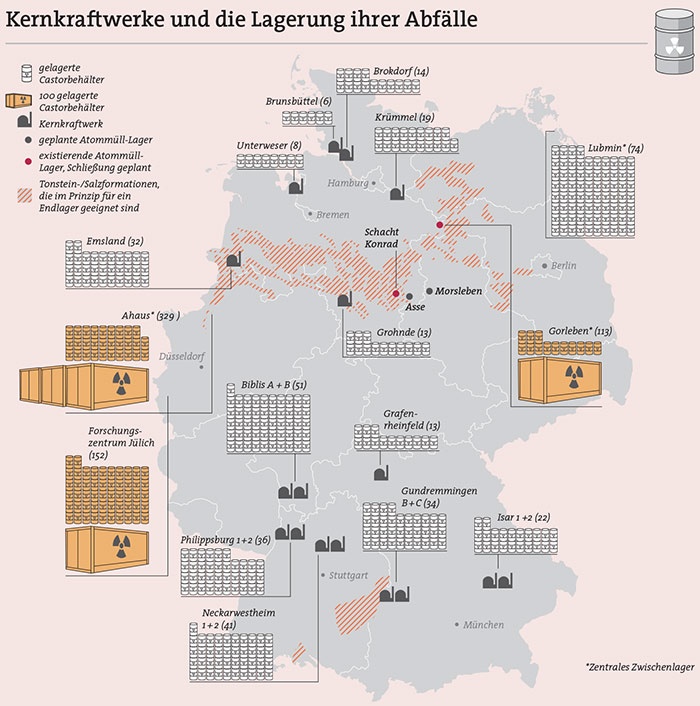 Kernkraftwerke und die Lagerung ihrer Abfälle
gelagerte
Castorbehälter
100 gelagerte
Castorbehälter
Kernkraftwerk
geplante Atommüll-Lager
existierende Atommüll-
Lager, Schließung geplant
Tonstein-/Salzformationen,
die im Prinzip für ein
Endlager geeignet sind
Brokdorf (14)
Brunsbüttel (6)
Krümmel (19)
Unterweser (8)
Lubmin* (74)
Hamburg
Bremen
Schacht
Konrad
Emsland (32)
Berlin
Morsleben
Asse
Ahaus* (329 )
Grohnde (13)
Gorleben* (113)
Düsseldorf
Biblis A + B (51)
Grafen-
rheinfeld (13)
Forschungs-
zentrum Jülich
(152)
Gundremmingen
B + C (34)
Isar 1 +2 (22)
Philippsburg 1+2 (36)
Stuttgart
Neckarwestheim
1 +2 (41)
München
*Zentrales Zwischenlager